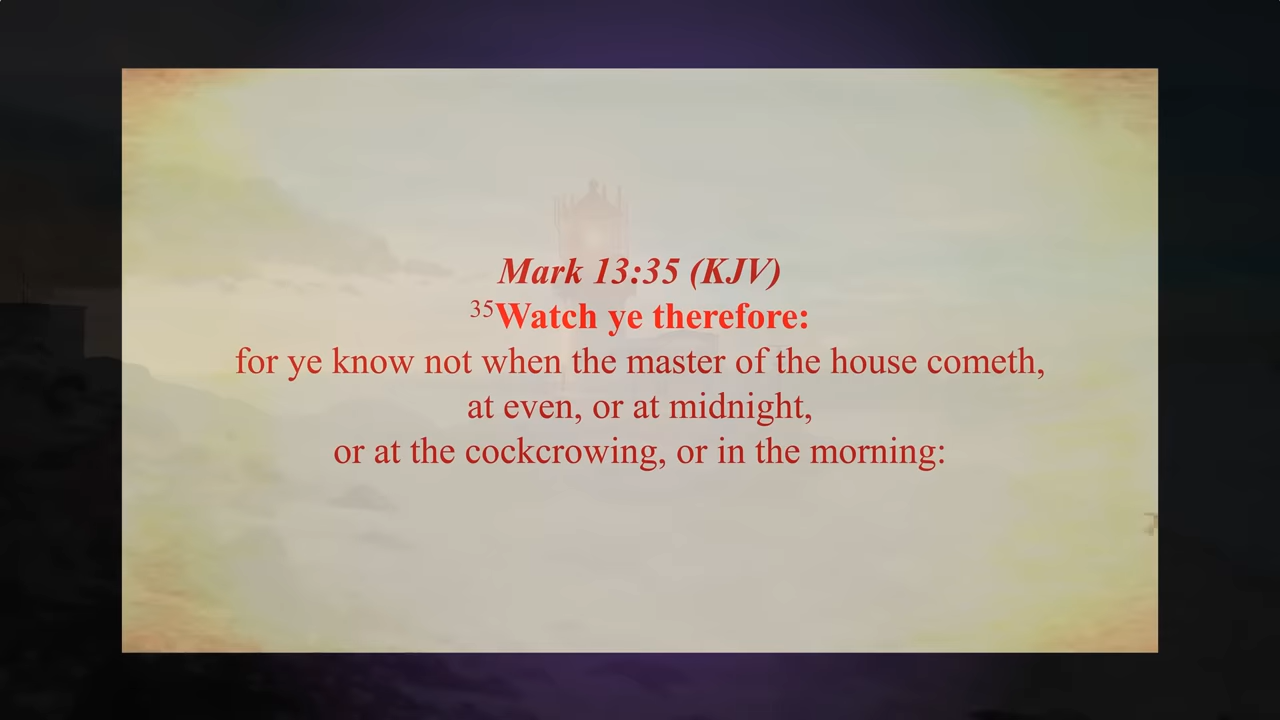 Mark 13:35 (KJV)
35Watch ye therefore:
for ye know not when the master of the house cometh,
at even, or at midnight,
or at the cockcrowing, or in the morning: